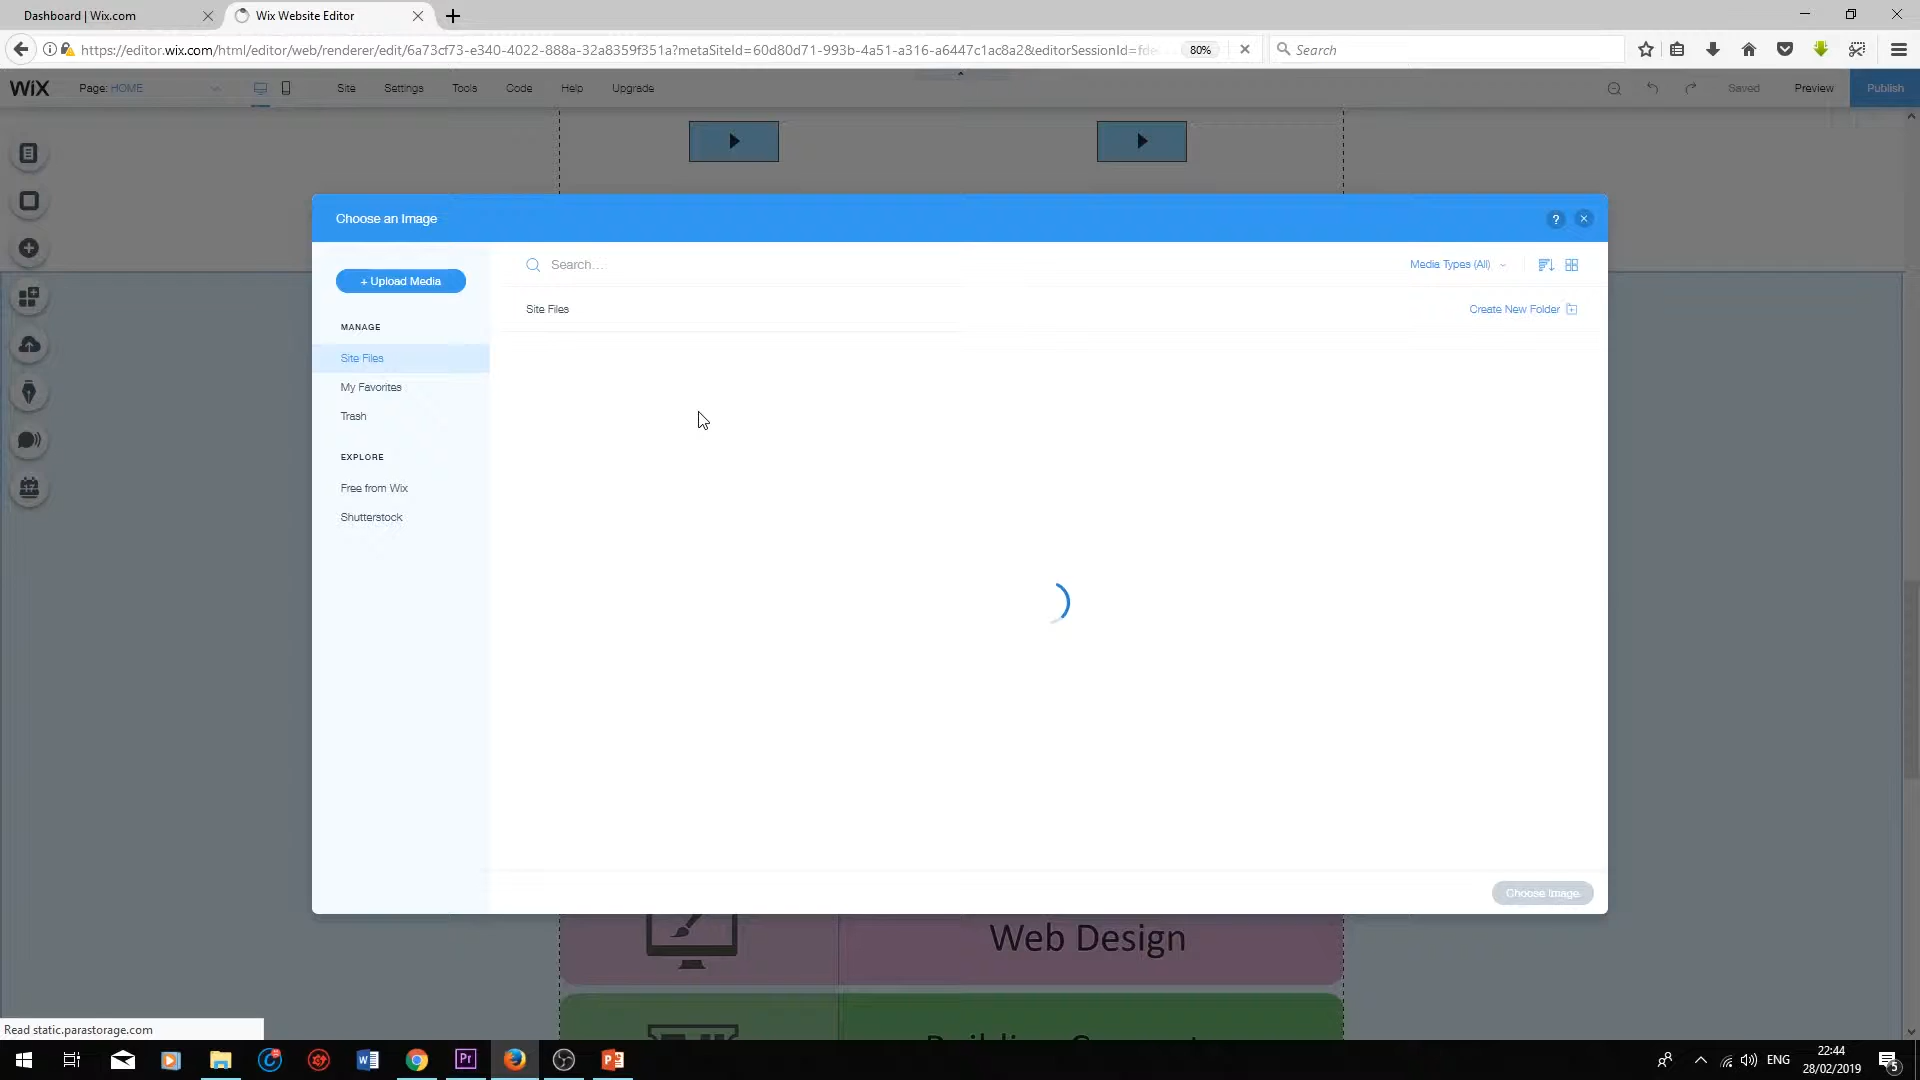 Dashboard | Wix.com
Wix Website Editor
https://editor.wix.com/html/editor/web/renderer/edit/6a73cf73-e340-4022-888a-32a8359f351a?metaSiteId=60d80d71-993b-4a51-a316-a6447c1ac8a2&editorSessionId=fde
80%
Search
WiX
Page: HOME
Site
Settings
Tools
Code
Help
Upgrade
Saved
Preview
Publish
Choose an Image
?
+ Upload Media
Search...
Media Types (All)
MANAGE
Site Files
Create New Folder
Site Files
My Favorites
Trash
EXPLORE
Free from Wix
Shutterstock
Choose Image
Web Design
Read static.parastorage.com
ENG
22:44
28/02/2019
5